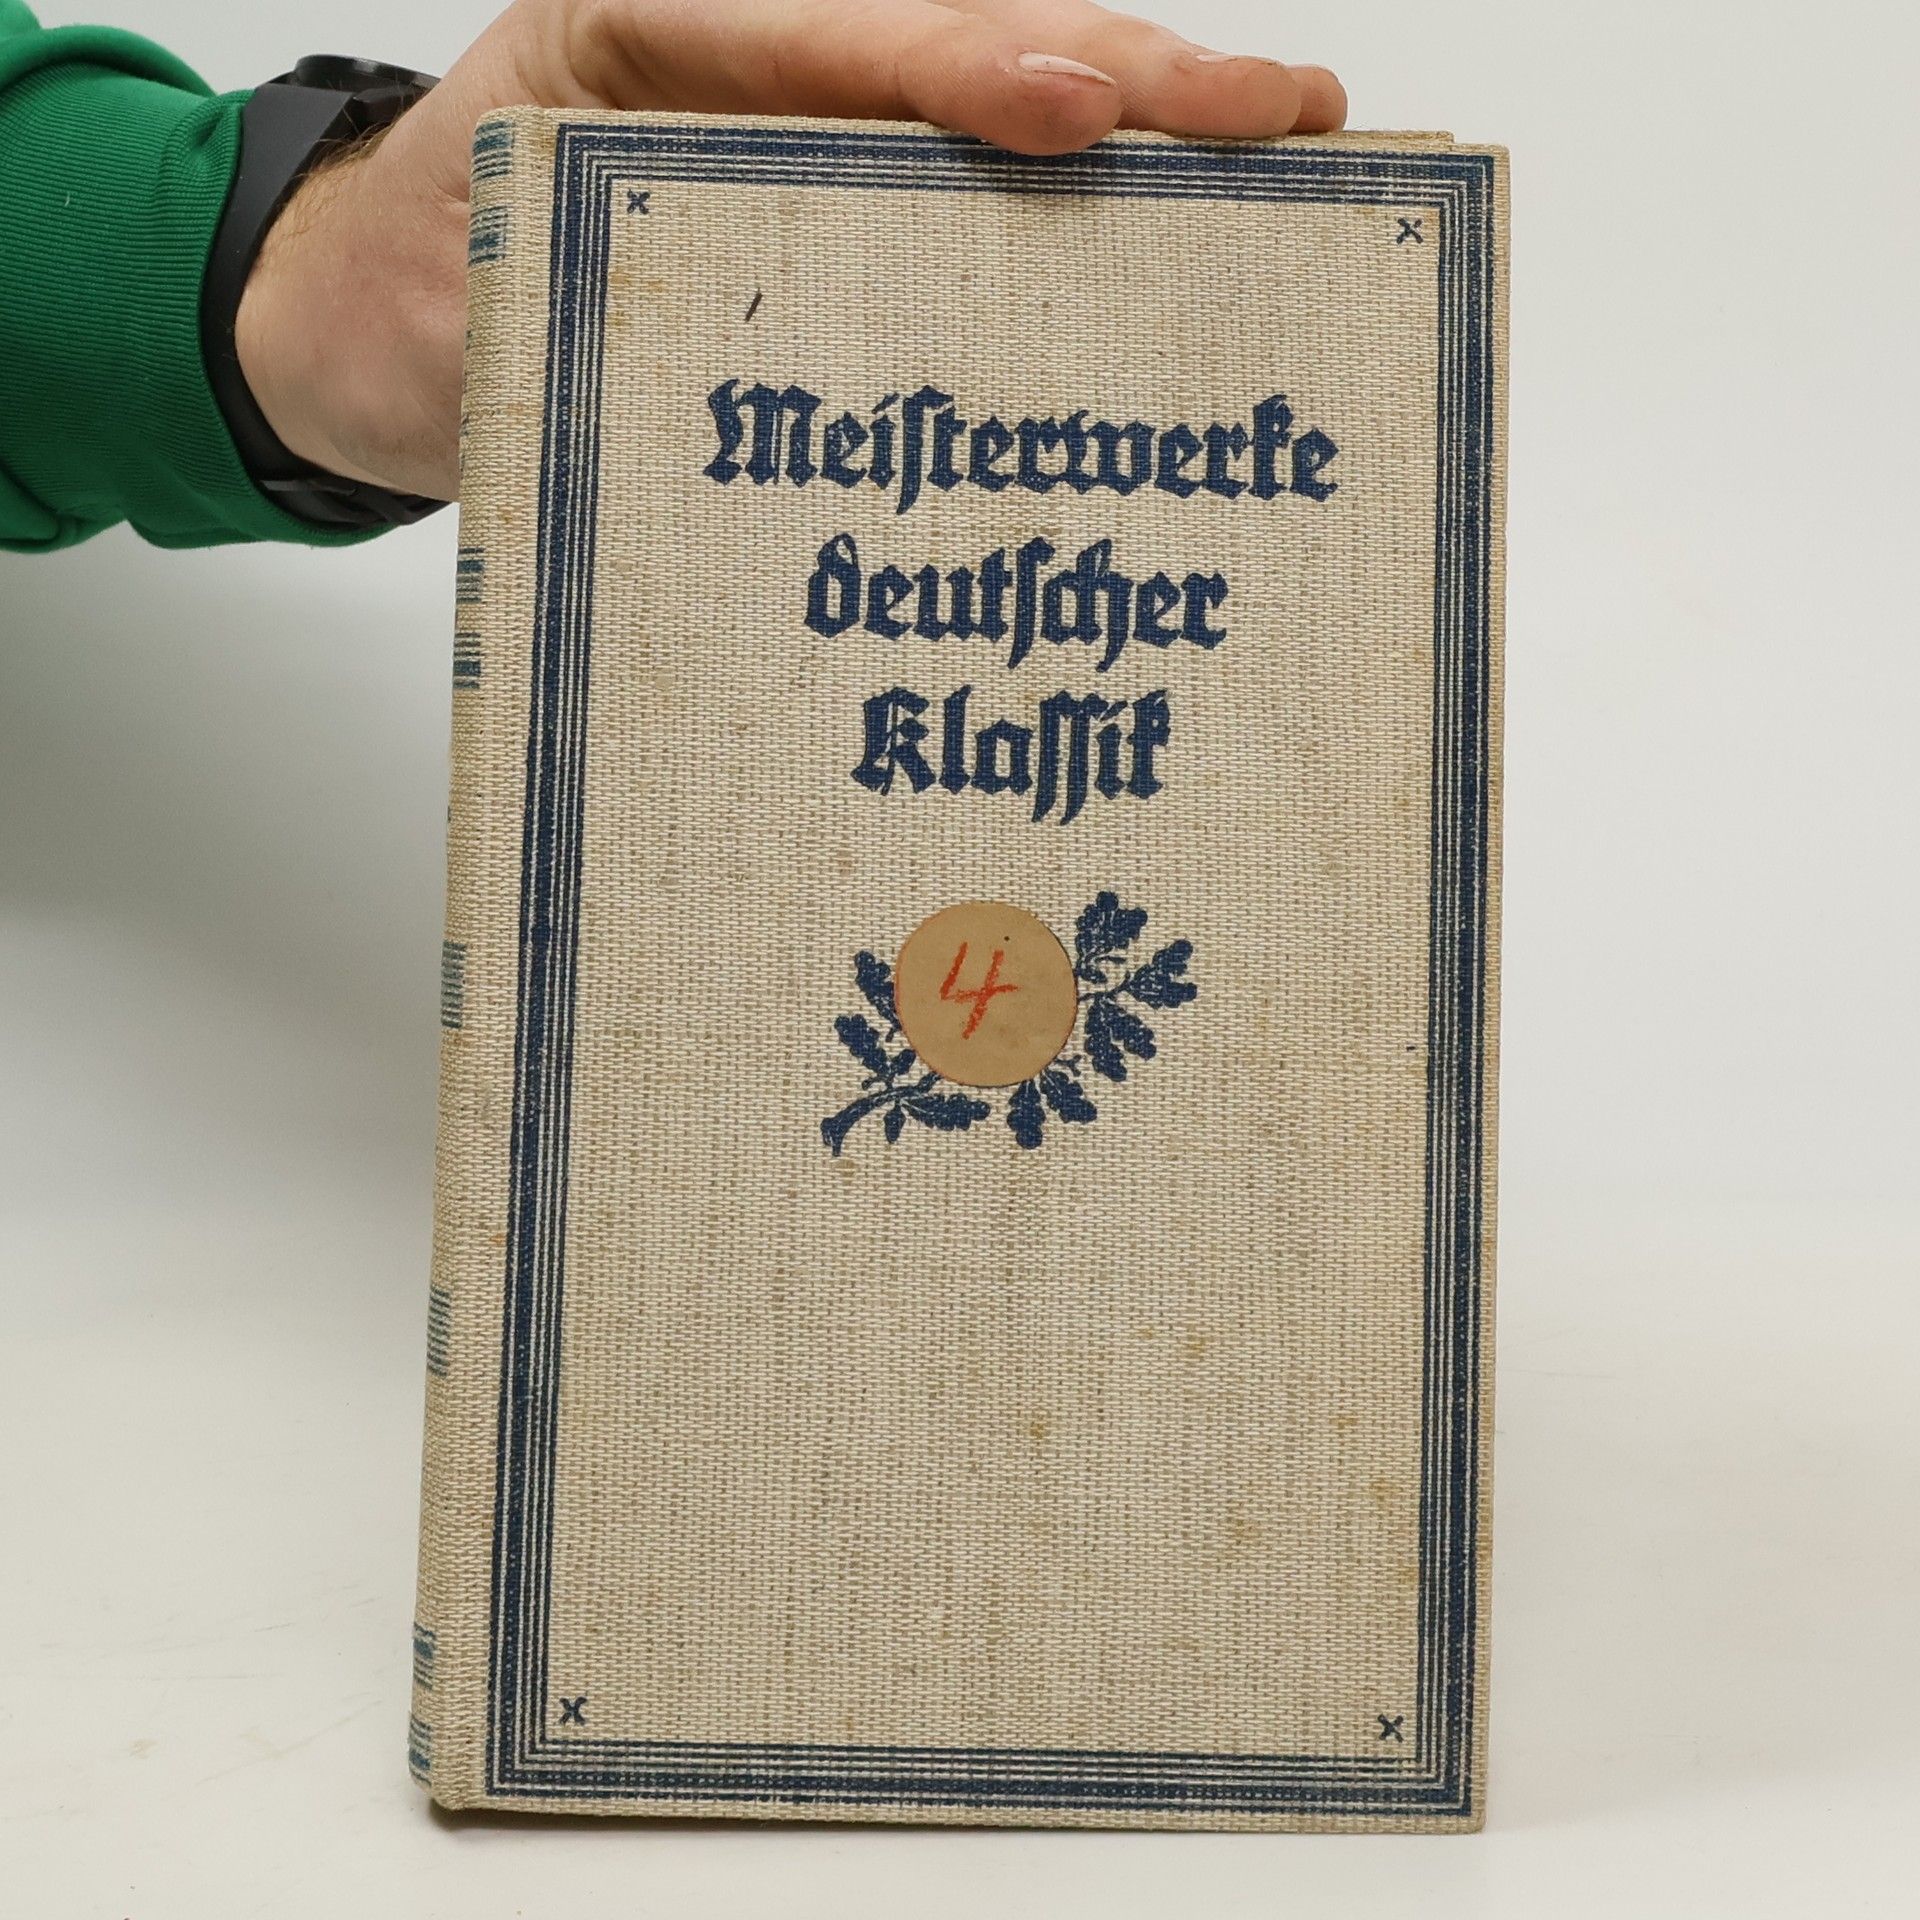 Meiſterwerke
deutſcher
Klaſſik
4